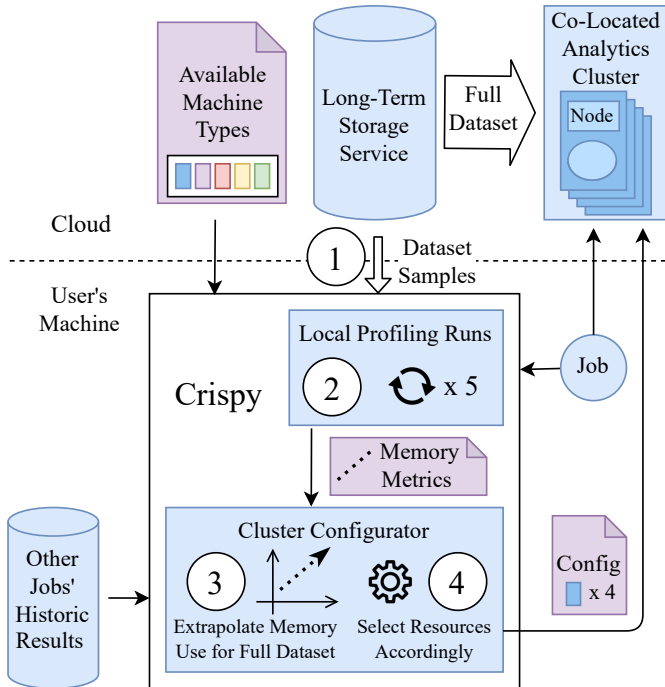 Available
Machine
Types
Long-Term
Storage
Service
Full
Dataset
Co-Located
Analytics
Cluster
Node
Cloud
1
Dataset
Samples
User's
Machine
Local Profiling Runs
2
x 5
Crispy
Job
Memory
Metrics
Cluster Configurator
3
4
Extrapolate Memory
Use for Full Dataset
Select Resources
Accordingly
Other
Jobs'
Historic
Results
Config
x 4